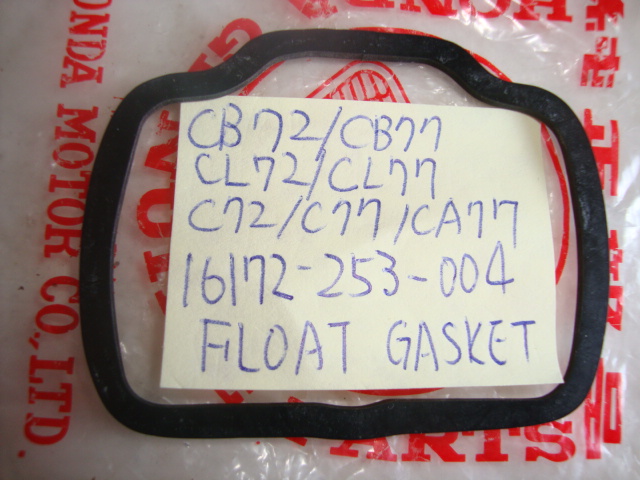 CB72/CB77
CL72/CL77
C72/C77/CA77
16172-253-004
FLOAT GASKET
HONDA MOTOR CO., LTD.